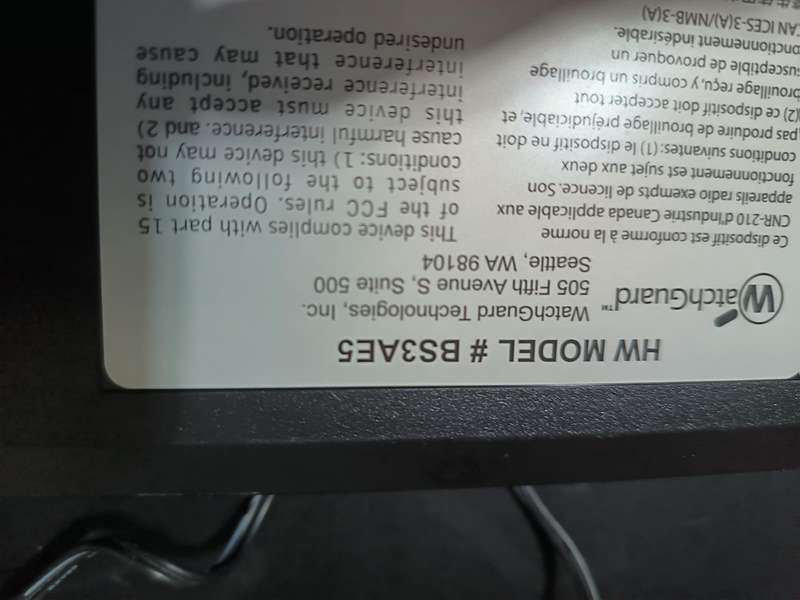 HW MODEL # BS3AE5
WatchGuard™
WatchGuard Technologies, Inc.
505 Fifth Avenue S, Suite 500
Seattle, WA 98104
Ce dispositif est conforme à la norme
CNR-210 d'Industrie Canada applicable aux
appareils radio exempts de licence. Son
fonctionnement est sujet aux deux
conditions suivantes: (1) le dispositif ne doit
pas produire de brouillage préjudiciable, et
(2) ce dispositif doit accepter tout
brouillage reçu, y compris un brouillage
susceptible de provoquer un
fonctionnement indésirable.
CAN ICES-3(A)/NMB-3(A)
This device complies with part 15
of the FCC rules. Operation is
subject to the following two
conditions: 1) this device may not
cause harmful interference. and 2)
this device must accept any
interference received, including
interference that may cause
undesired operation.